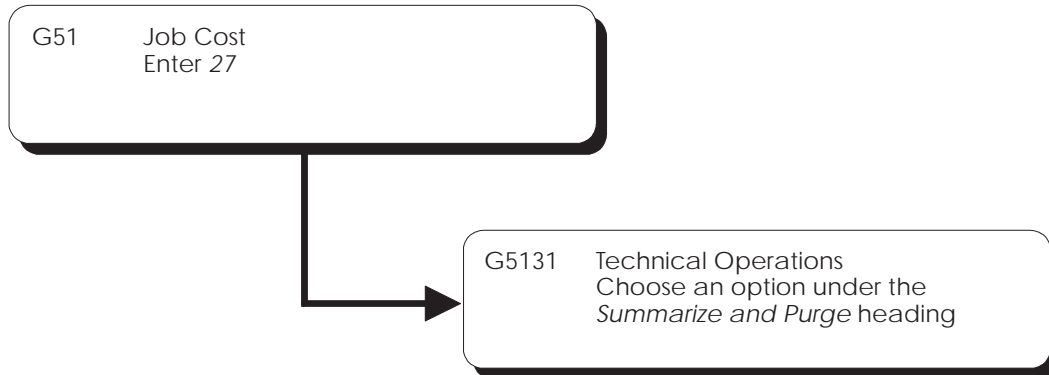 G51 Job Cost
Enter 27
G5131 Technical Operations
Choose an option under the
Summarize and Purge heading